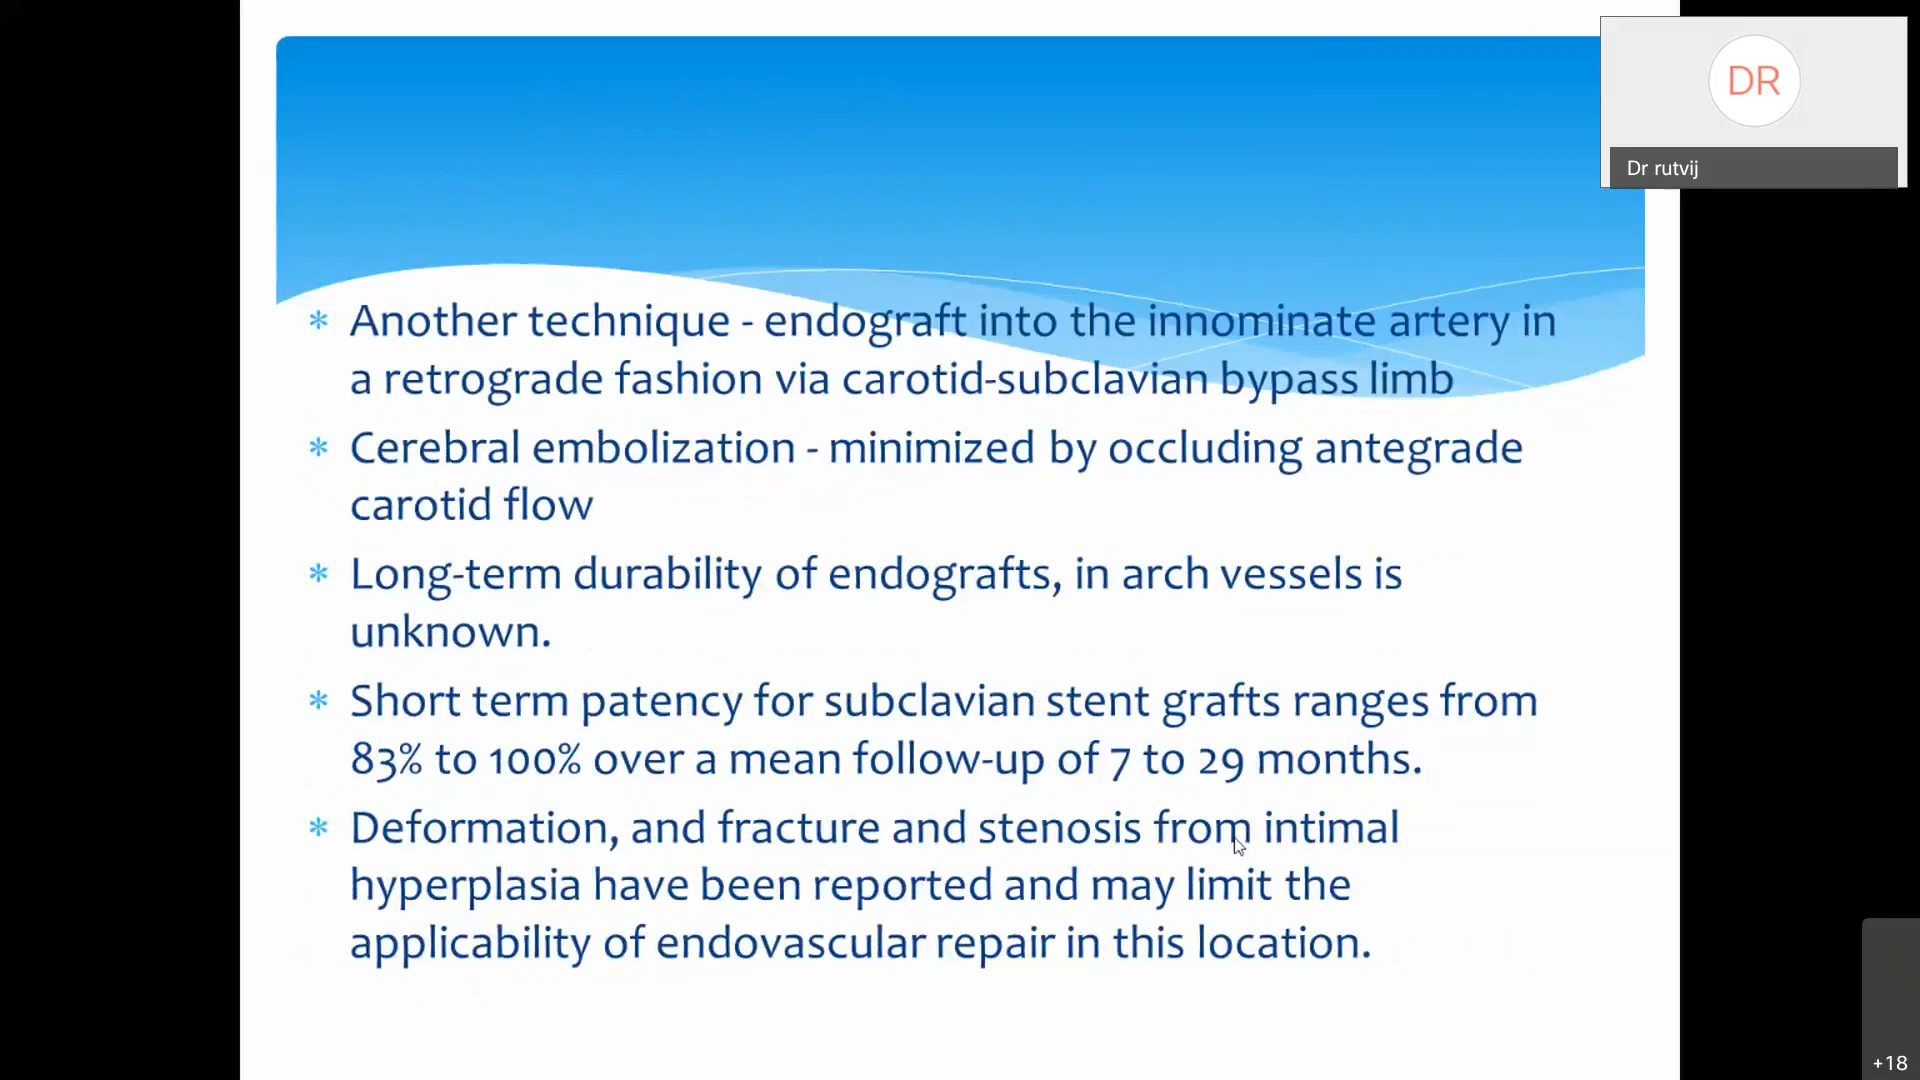 DR
Dr rutvij
* Another technique - endograft into the innominate artery in
a retrograde fashion via carotid-subclavian bypass limb
* Cerebral embolization - minimized by occluding antegrade
carotid flow
* Long-term durability of endografts, in arch vessels is
unknown.
* Short term patency for subclavian stent grafts ranges from
83% to 100% over a mean follow-up of 7 to 29 months.
* Deformation, and fracture and stenosis from intimal
hyperplasia have been reported and may limit the
applicability of endovascular repair in this location.
+18